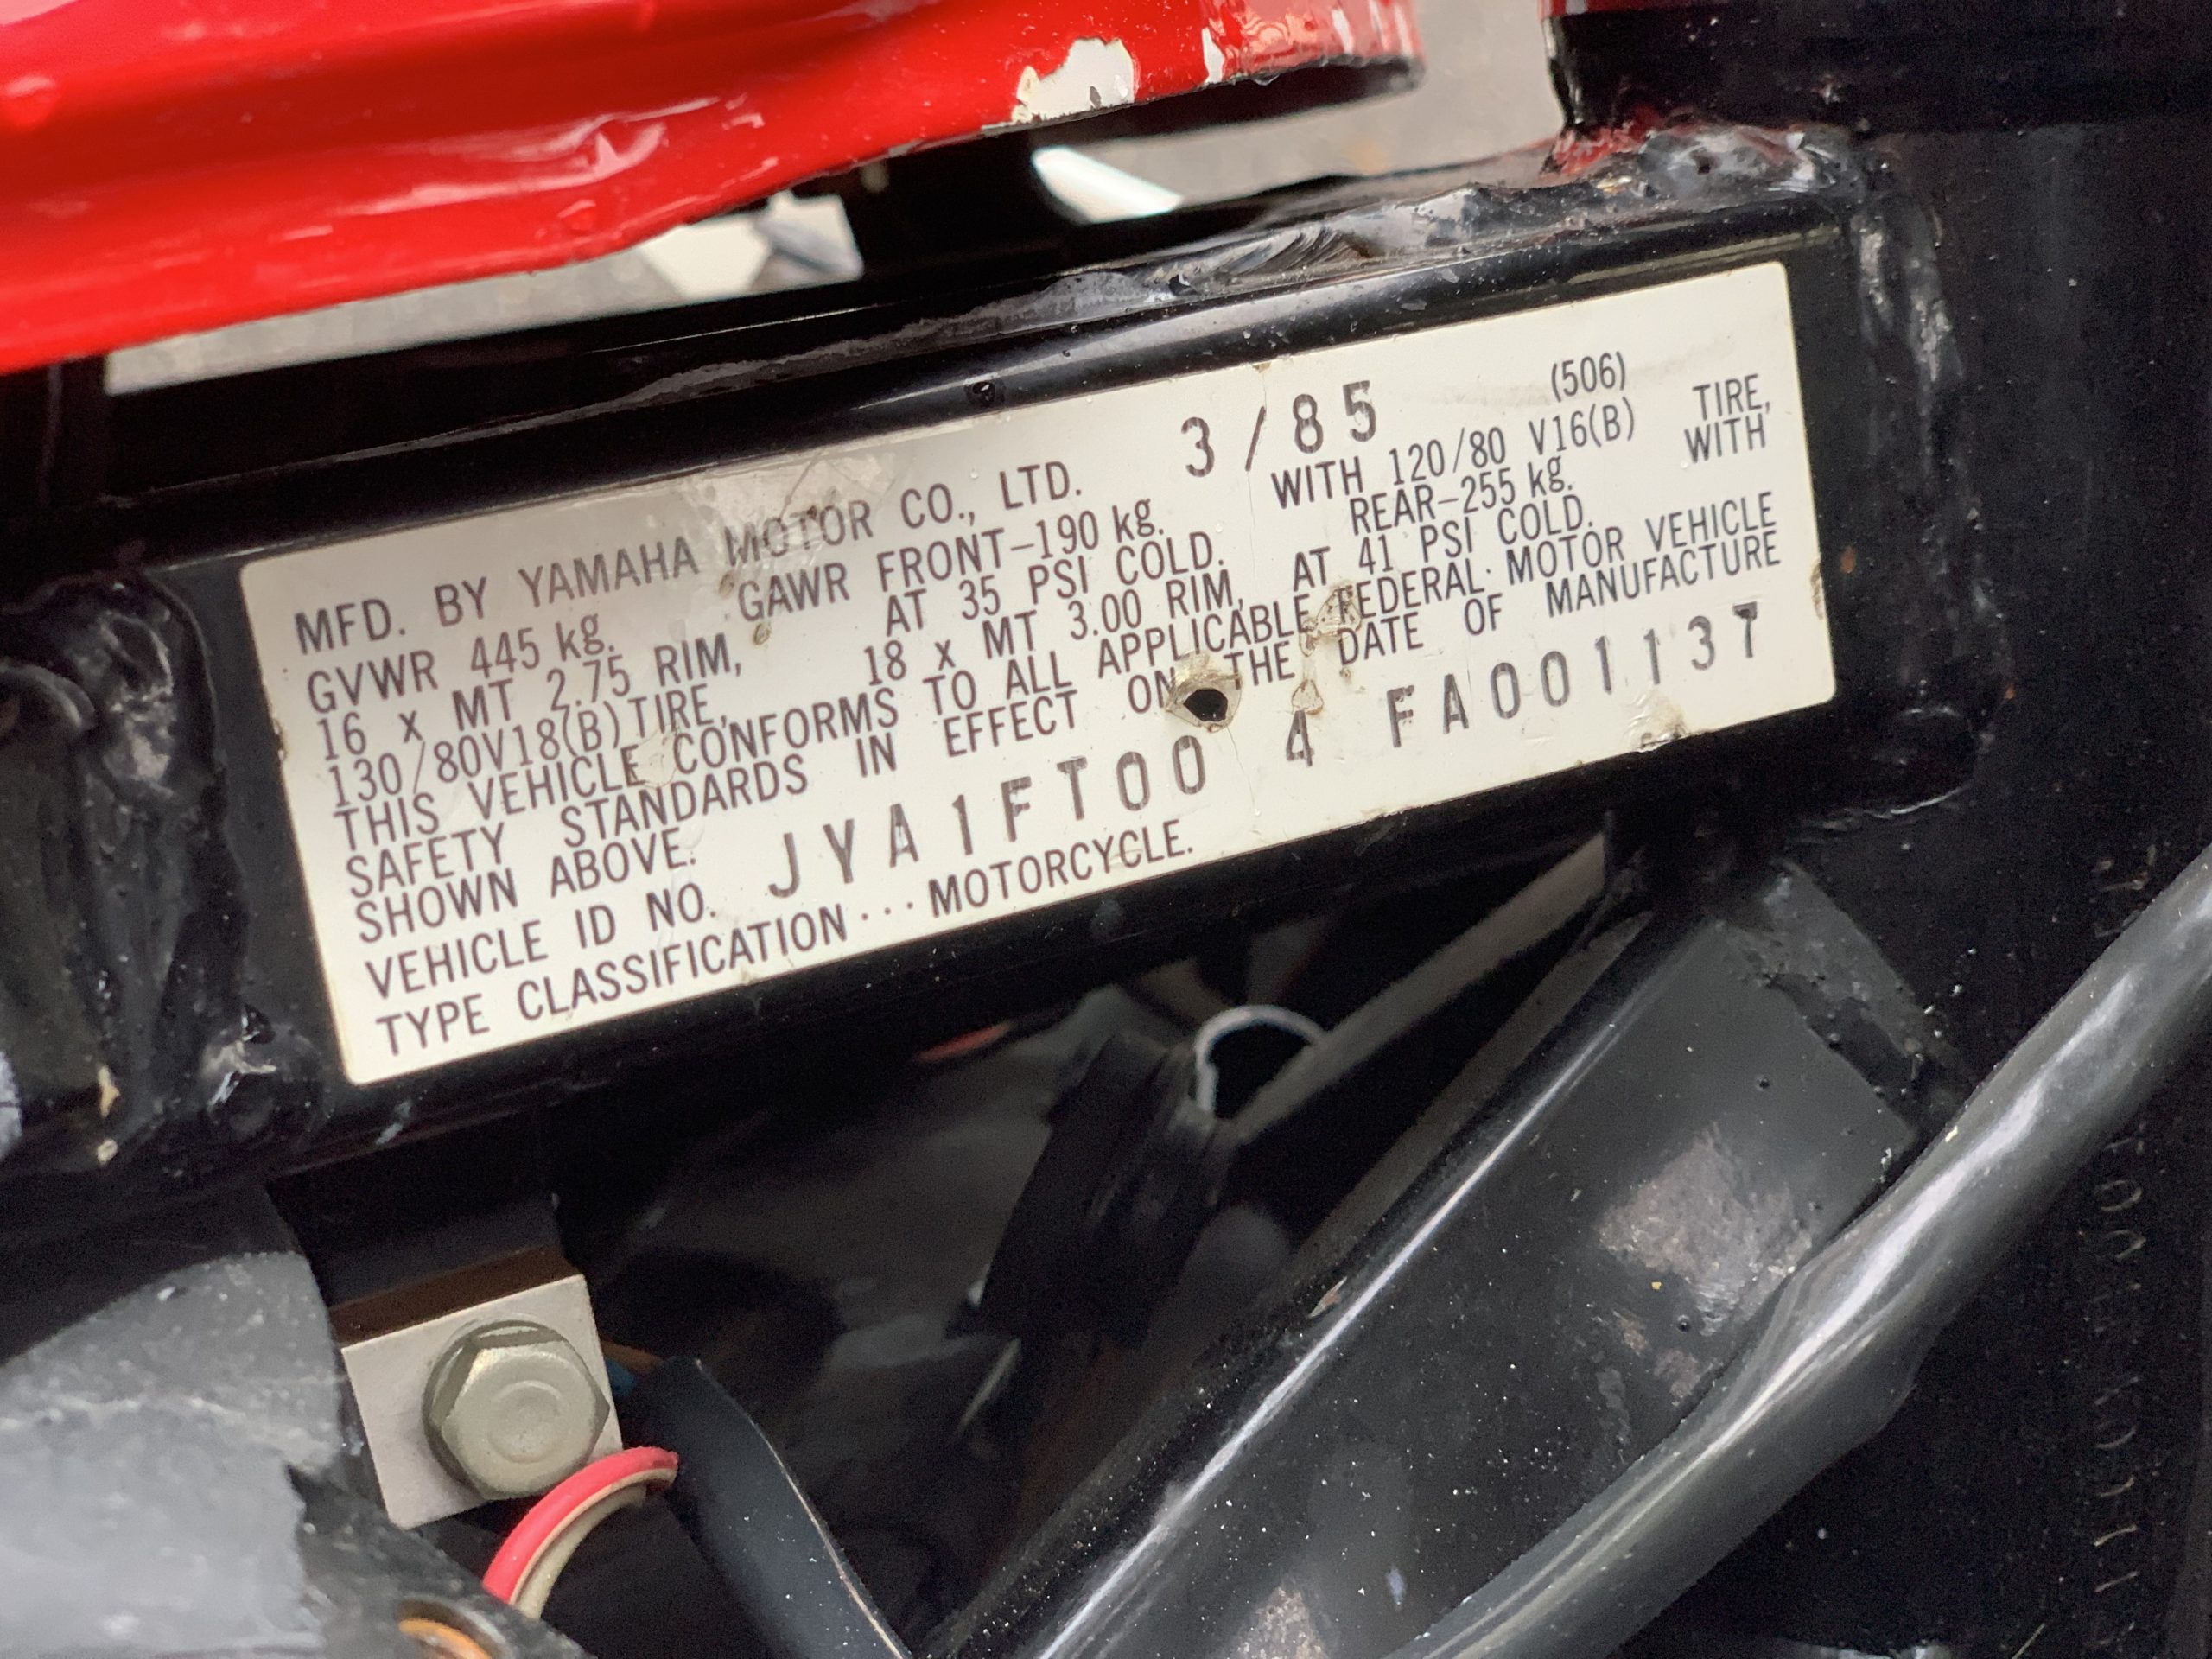 MFD. BY YAMAHA MOTOR CO., LTD. 3/85 (506)
GVWR 445 kg. GAWR FRONT-190 kg. WITH 120/80 V16(B) TIRE,
16 x MT 2.75 RIM, AT 35 PSI COLD. REAR-255 kg. WITH
130/80V18(B)TIRE, 18 x MT 3.00 RIM, AT 41 PSI COLD.
THIS VEHICLE CONFORMS TO ALL APPLICABLE FEDERAL MOTOR VEHICLE
SAFETY STANDARDS IN EFFECT ON THE DATE OF MANUFACTURE
SHOWN ABOVE.
VEHICLE ID NO. JYA1FT00 4 FA001137
TYPE CLASSIFICATION··· MOTORCYCLE.